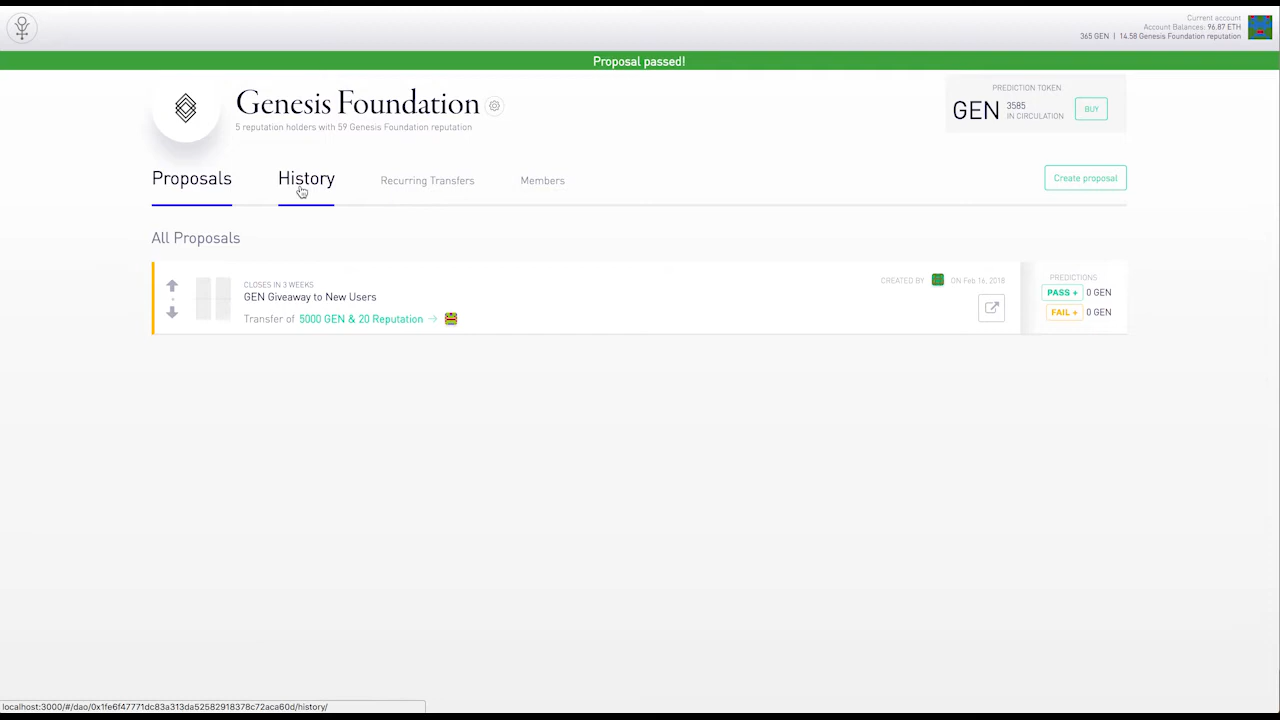 Current account
Account Balances: 96.87 ETH
365 GEN | 14.58 Genesis Foundation reputation
Proposal passed!
Genesis Foundation
5 reputation holders with 59 Genesis Foundation reputation
PREDICTION TOKEN
GEN 3585 IN CIRCULATION BUY
Proposals History Recurring Transfers Members Create proposal
All Proposals
CLOSES IN 3 WEEKS
GEN Giveaway to New Users
Transfer of 5000 GEN & 20 Reputation →
CREATED BY ON Feb 16, 2018
PREDICTIONS
PASS + 0 GEN
FAIL + 0 GEN
localhost:3000/#/dao/0x1fe6f47771dc83a313da52582918378c72aca60d/history/